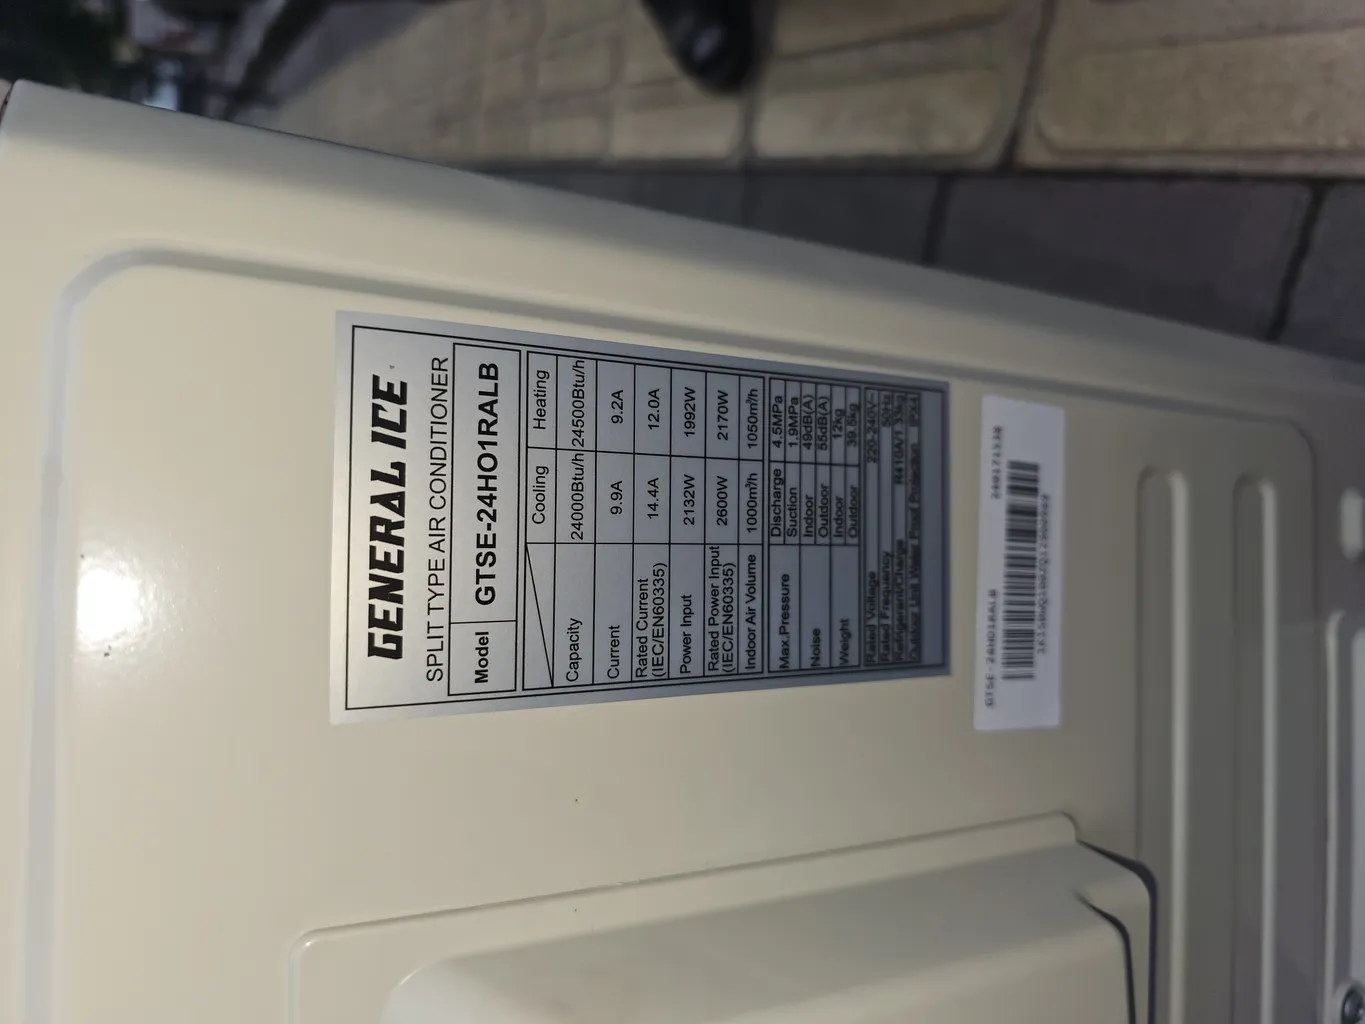 GENERAL ICE
SPLIT TYPE AIR CONDITIONER
Model GTSE-24HO1RALB
Cooling Heating
Capacity 24000Btu/h 24500Btu/h
Current 9.9A 9.2A
Rated Current (IEC/EN60335) 14.4A 12.0A
Power Input 2132W 1992W
Rated Power Input (IEC/EN60335) 2600W 2170W
Indoor Air Volume 1000m³/h 1050m³/h
Max.Pressure Discharge 4.5MPa
Suction 1.9MPa
Noise Indoor 49dB(A)
Outdoor 55dB(A)
Weight Indoor 12kg
Outdoor 39.5kg
Rated Voltage 220-240V~
Rated Frequency 50Hz
Refrigerant/Charge R410A/1.33kg
Outdoor Unit Water Proof Protection IPX4
GTSE-24HO1RALB